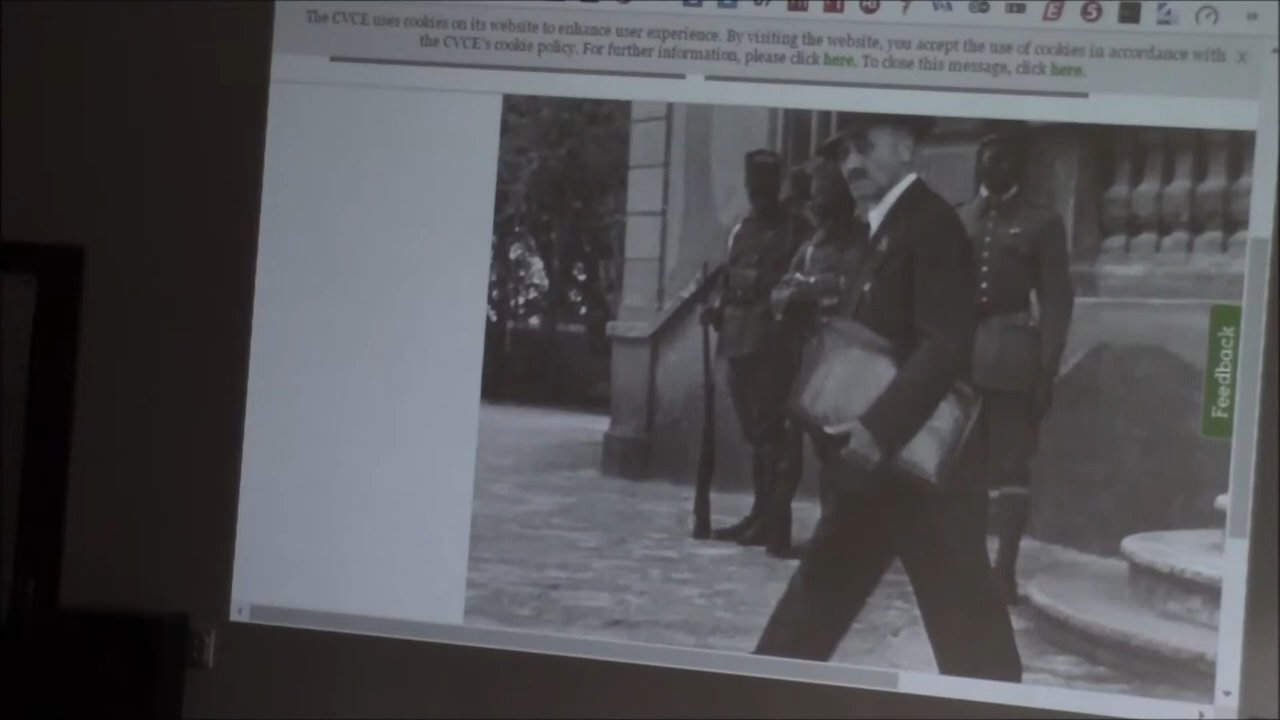 The CVCE uses cookies on its website to enhance user experience. By visiting the website, you accept the use of cookies in accordance with
the CVCE's cookie policy. For further information, please click here. To close this message, click here.
Feedback